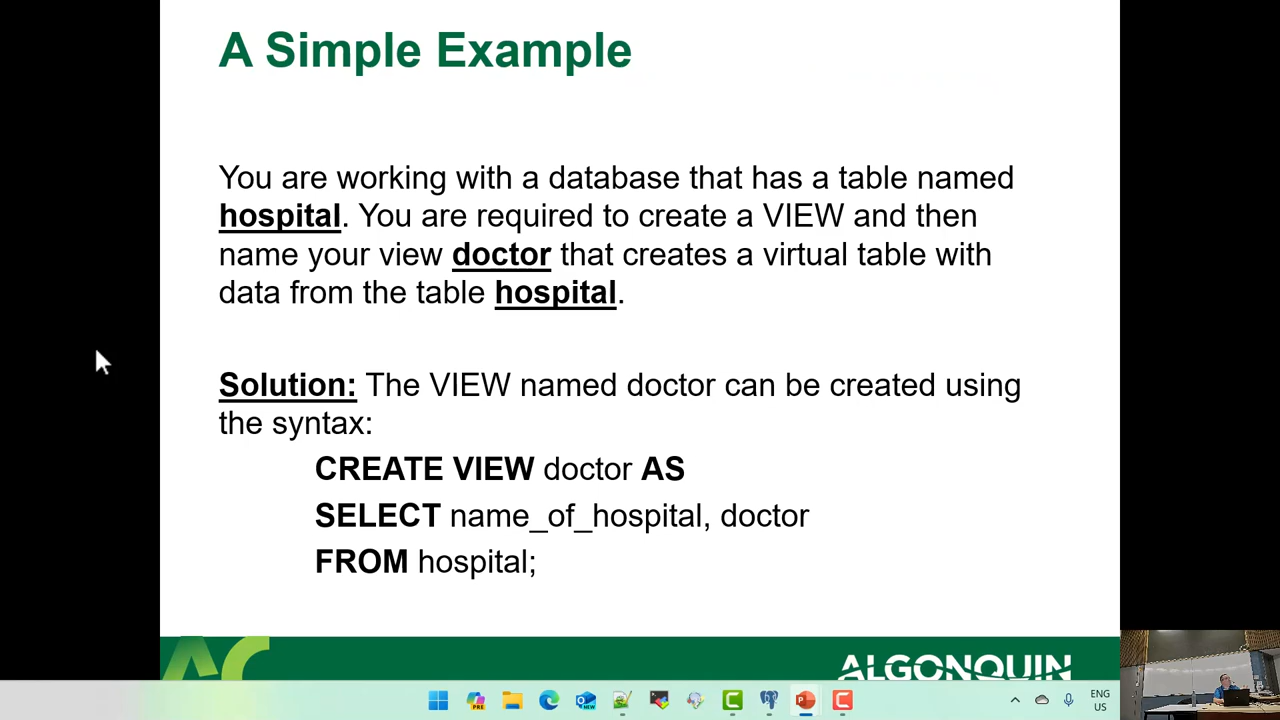 A Simple Example
You are working with a database that has a table named
hospital. You are required to create a VIEW and then
name your view doctor that creates a virtual table with
data from the table hospital.
Solution: The VIEW named doctor can be created using
the syntax:
CREATE VIEW doctor AS
SELECT name_of_hospital, doctor
FROM hospital;
AC
ALGONQUIN
PRE
NEW
ENG
US